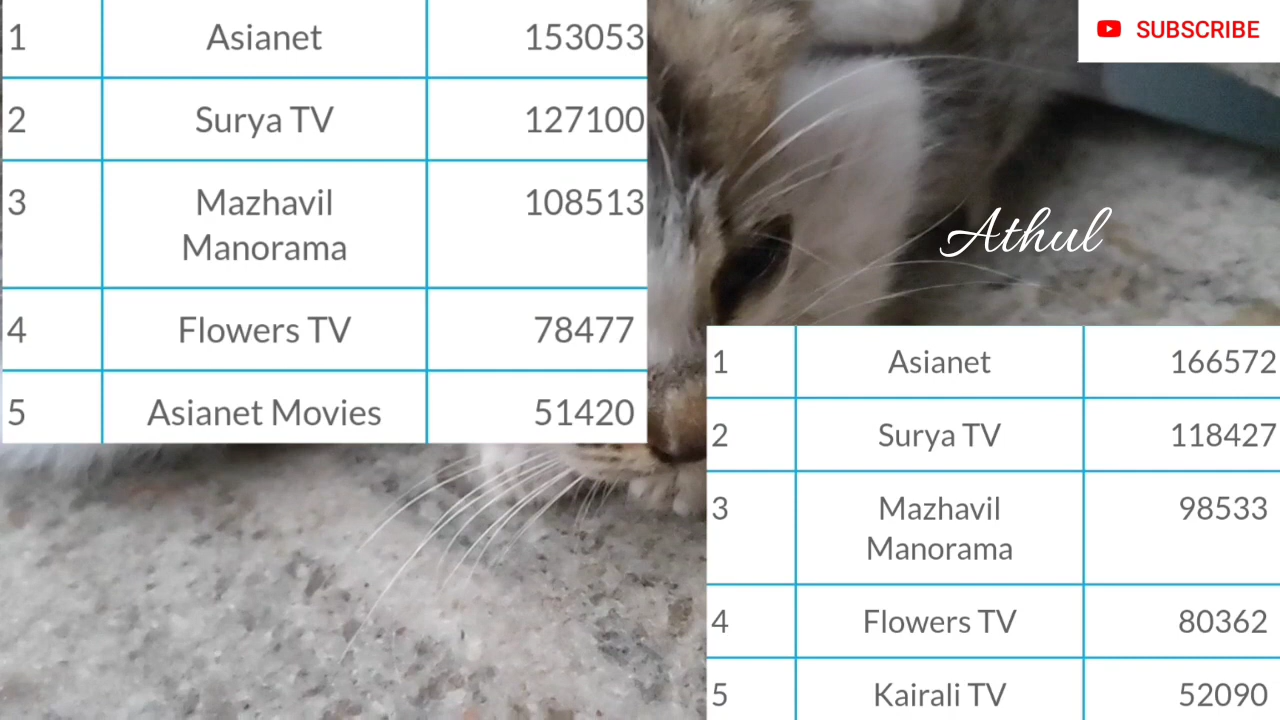 1 Asianet 153053
2 Surya TV 127100
3 Mazhavil 108513
Manorama
4 Flowers TV 78477
5 Asianet Movies 51420
SUBSCRIBE
Athul
1 Asianet 166572
2 Surya TV 118427
3 Mazhavil 98533
Manorama
4 Flowers TV 80362
5 Kairali TV 52090